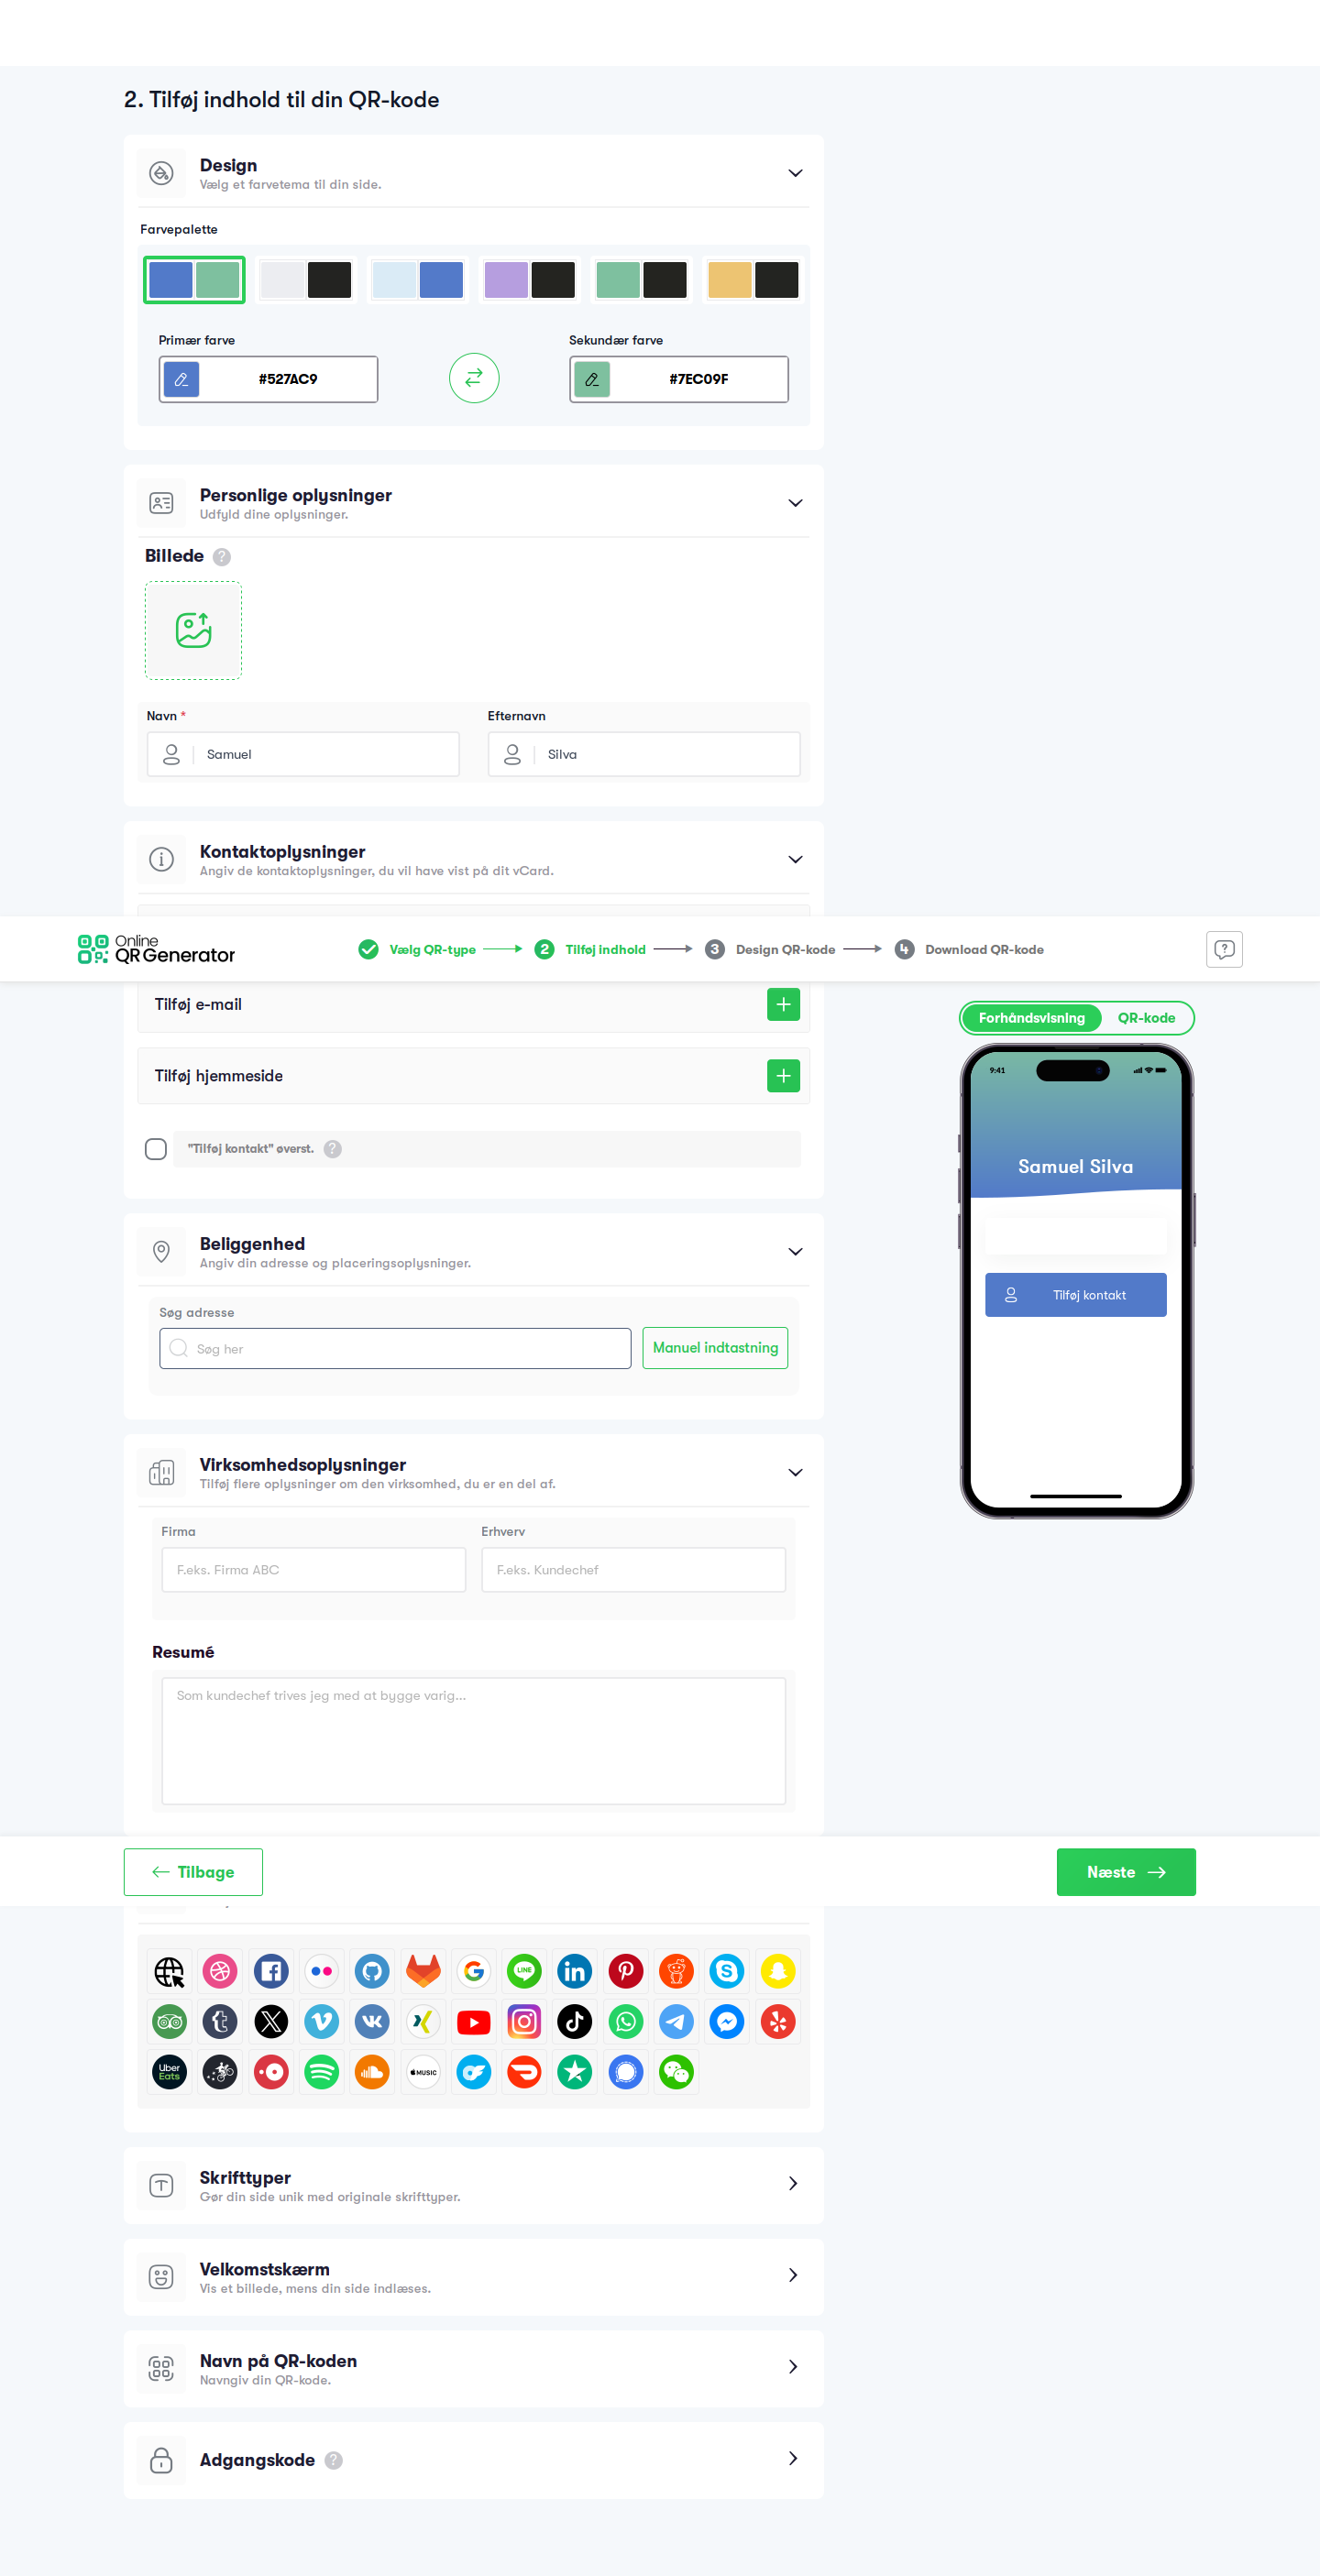 2. Tilføj indhold til din QR-kode
Design
Vælg et farvetema til din side.
Farvepalette
Primær farve
Sekundær farve
#527AC9
#7EC09F
Personlige oplysninger
Udfyld dine oplysninger.
Billede ?
Navn *
Efternavn
Samuel
Silva
Kontaktoplysninger
Angiv de kontaktoplysninger, du vil have vist på dit vCard.
Online
QR Generator
Vælg QR-type
2 Tilføj indhold
3 Design QR-kode
4 Download QR-kode
Tilføj e-mail
Forhåndsvisning
QR-kode
Tilføj hjemmeside
9:41
"Tilføj kontakt" øverst. ?
Samuel Silva
Beliggenhed
Angiv din adresse og placeringsoplysninger.
Tilføj kontakt
Søg adresse
Søg her
Manuel indtastning
Virksomhedsoplysninger
Tilføj flere oplysninger om den virksomhed, du er en del af.
Firma
Erhverv
F.eks. Firma ABC
F.eks. Kundechef
Resumé
Som kundechef trives jeg med at bygge varig...
Tilbage
Næste
LINE
Uber
Eats
MUSIC
Skrifttyper
Gør din side unik med originale skrifttyper.
Velkomstskærm
Vis et billede, mens din side indlæses.
Navn på QR-koden
Navngiv din QR-kode.
Adgangskode ?